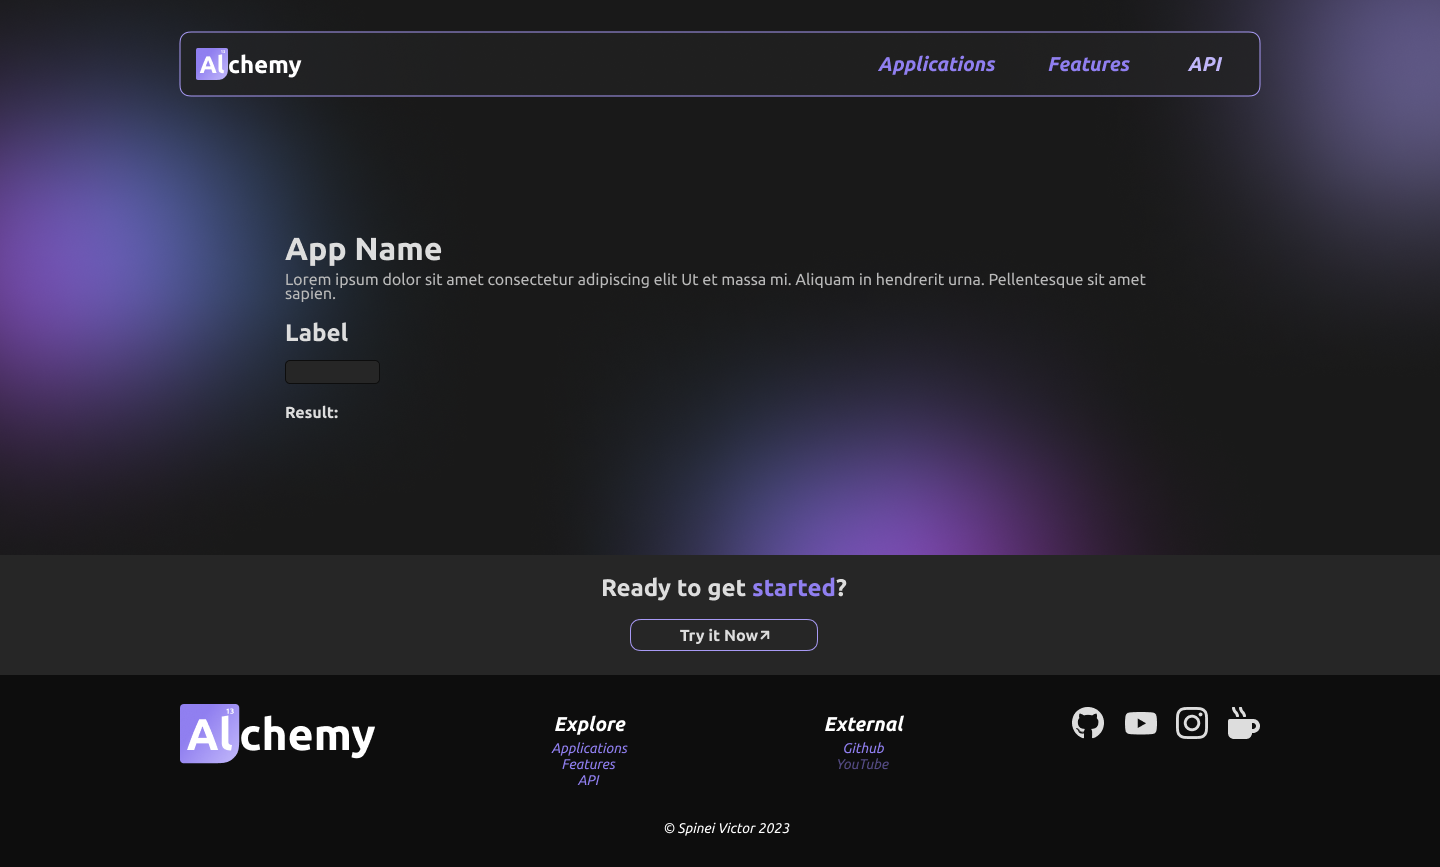 Alchemy
13
Applications
Features
API
App Name
Lorem ipsum dolor sit amet consectetur adipiscing elit Ut et massa mi. Aliquam in hendrerit urna. Pellentesque sit amet
sapien.
Label
Result:
Ready to get started?
Try it Now
Alchemy
13
Explore
Applications
Features
API
External
Github
YouTube
© Spinei Victor 2023